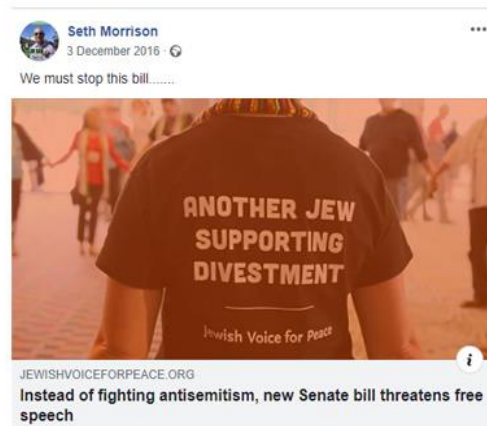 Seth Morrison
3 December 2016 ·
We must stop this bill.......
ANOTHER JEW
SUPPORTING
DIVESTMENT
Jewish Voice for Peace
i
JEWISHVOICEFORPEACE.ORG
Instead of fighting antisemitism, new Senate bill threatens free
speech